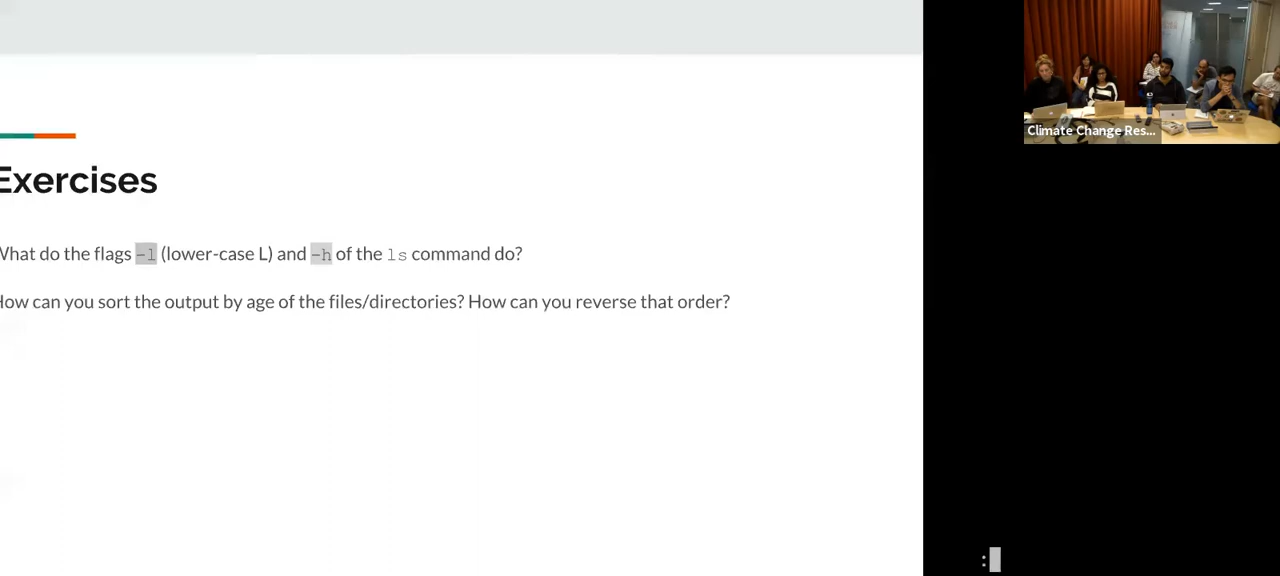 Exercises
What do the flags -l (lower-case L) and -h of the ls command do?
How can you sort the output by age of the files/directories? How can you reverse that order?
Climate Change Res...
: